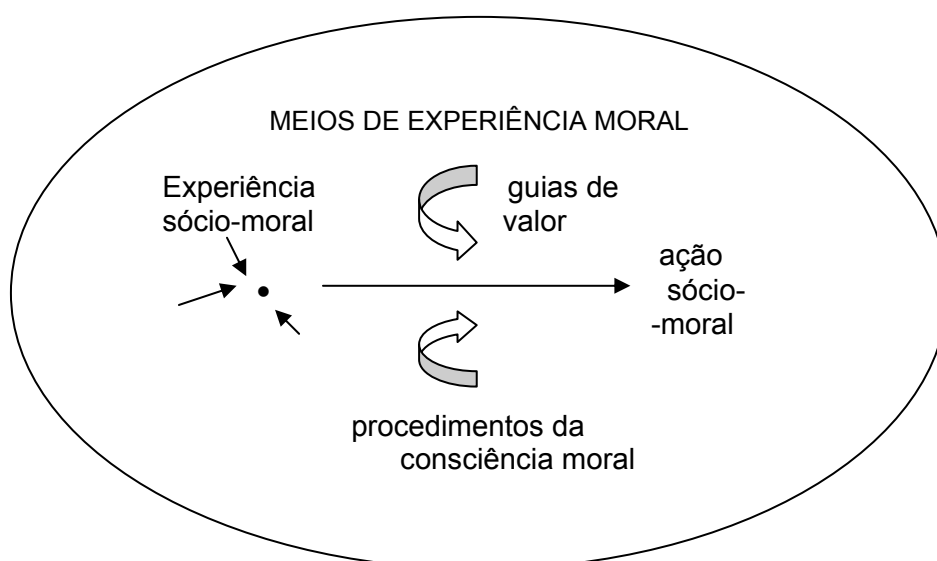 MEIOS DE EXPERIÊNCIA MORAL
Experiência
sócio-moral
guias de
valor
ação
sócio-
-moral
procedimentos da
consciência moral